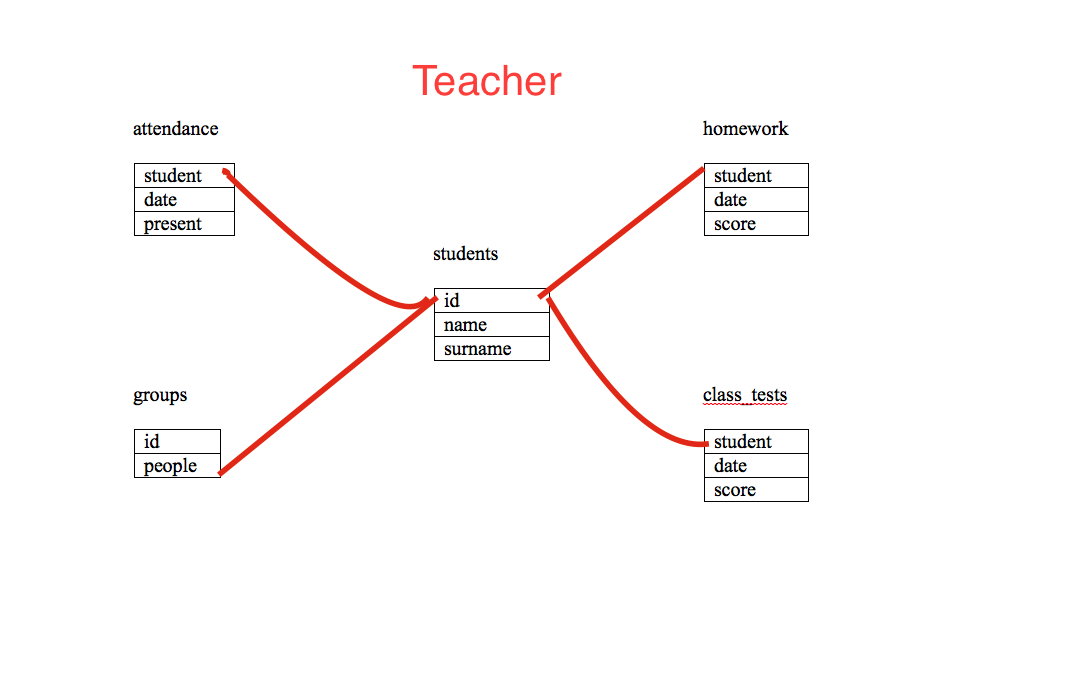 Teacher
attendance
student
date
present
homework
student
date
score
students
id
name
surname
groups
id
people
class_tests
student
date
score